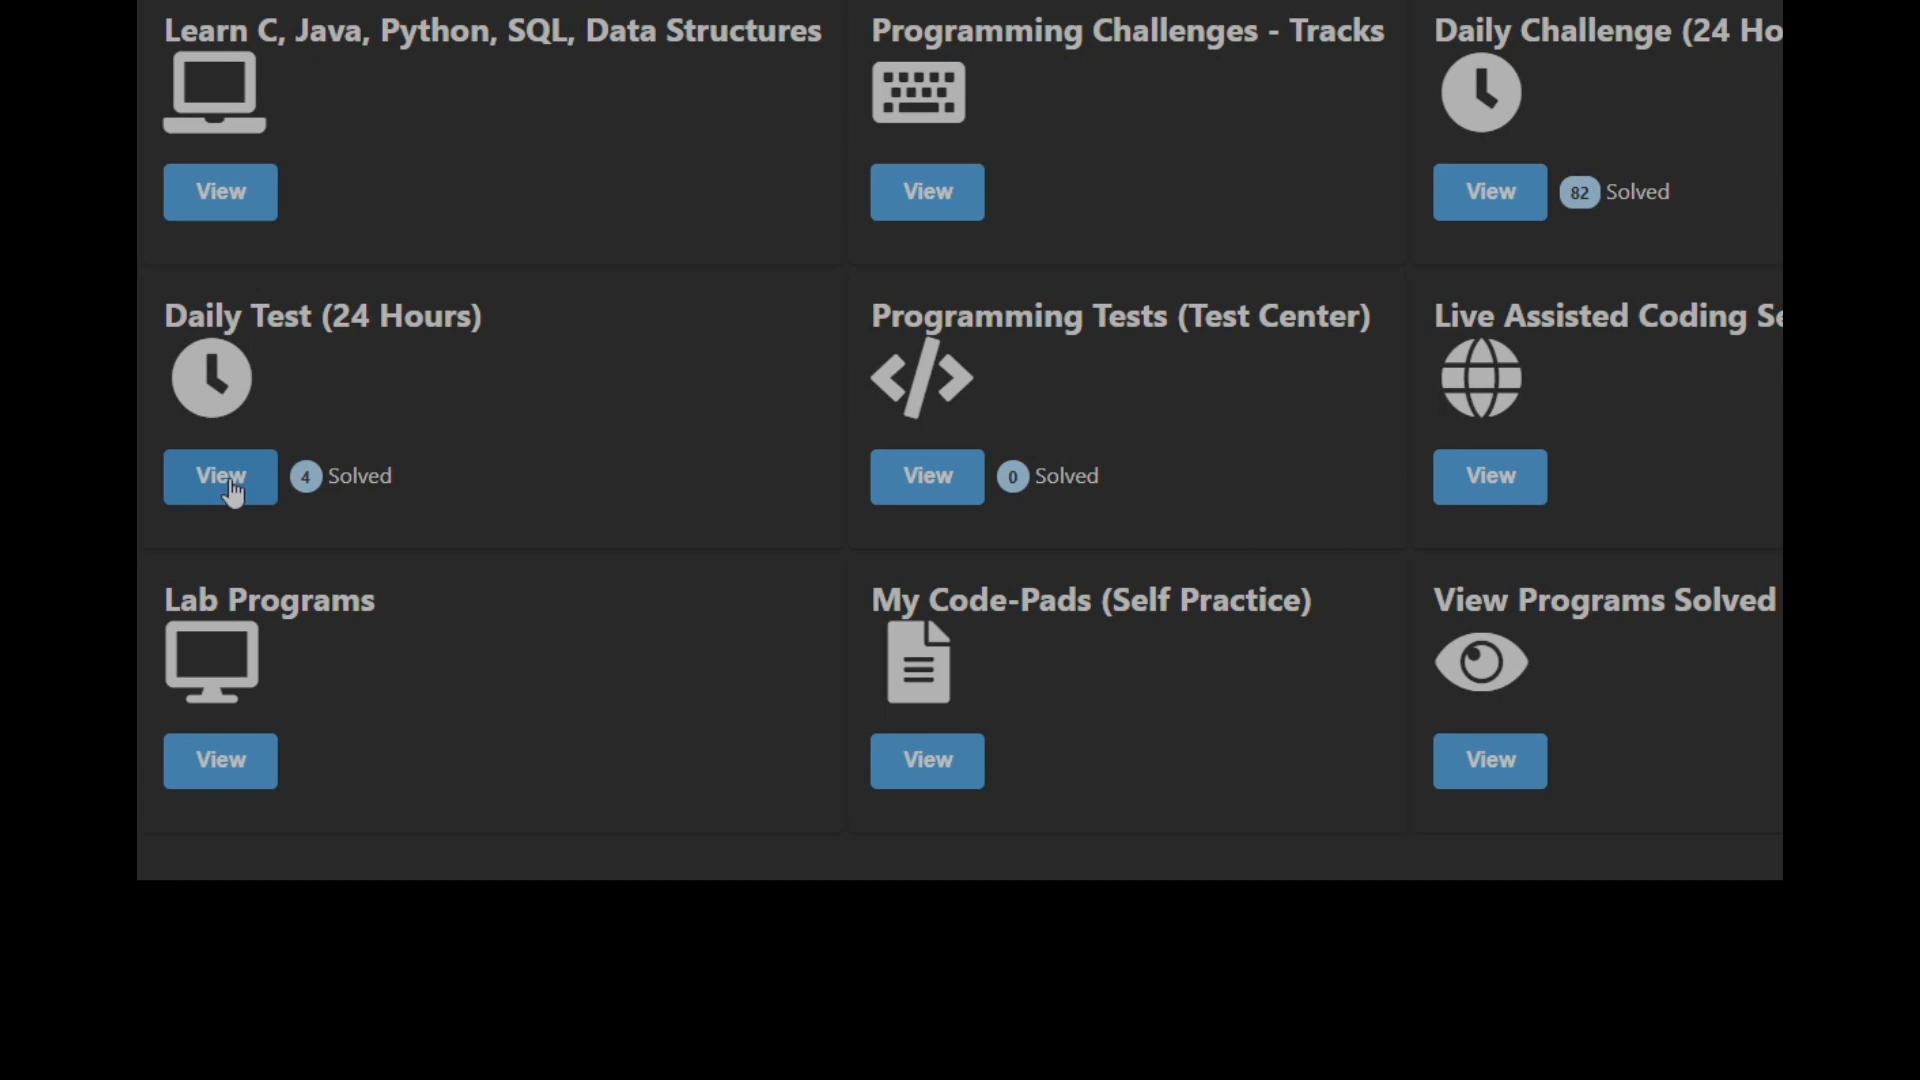 Learn C, Java, Python, SQL, Data Structures
View
Programming Challenges - Tracks
View
Daily Challenge (24 Ho
View 82 Solved
Daily Test (24 Hours)
View 4 Solved
Programming Tests (Test Center)
View 0 Solved
Live Assisted Coding Se
View
Lab Programs
View
My Code-Pads (Self Practice)
View
View Programs Solved
View